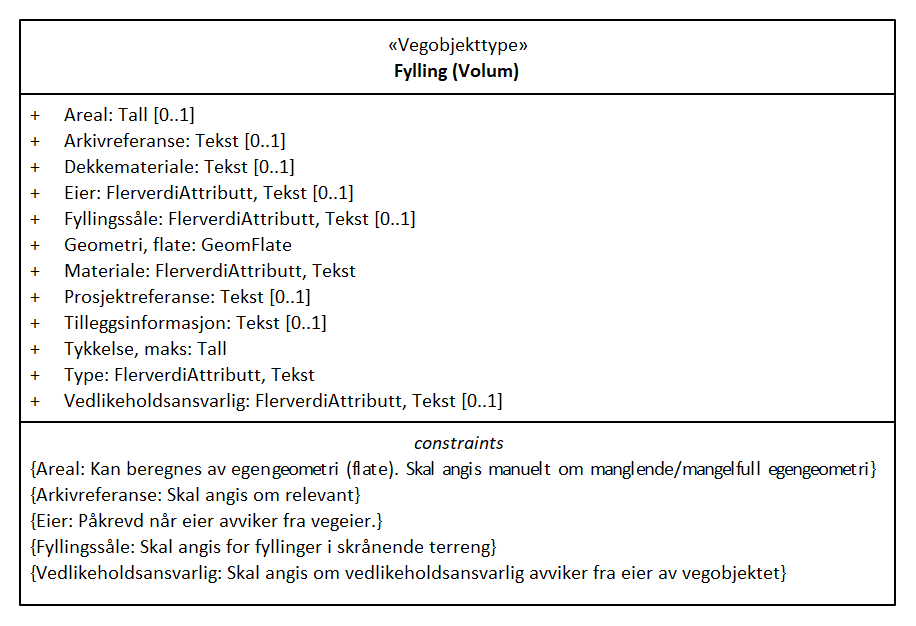 «Vegobjekttype»
Fylling (Volum)
+ Areal: Tall [0..1]
+ Arkivreferanse: Tekst [0..1]
+ Dekkemateriale: Tekst [0..1]
+ Eier: FlerverdiAttributt, Tekst [0..1]
+ Fyllingssåle: FlerverdiAttributt, Tekst [0..1]
+ Geometri, flate: GeomFlate
+ Materiale: FlerverdiAttributt, Tekst
+ Prosjektreferanse: Tekst [0..1]
+ Tilleggsinformasjon: Tekst [0..1]
+ Tykkelse, maks: Tall
+ Type: FlerverdiAttributt, Tekst
+ Vedlikeholdsansvarlig: FlerverdiAttributt, Tekst [0..1]
constraints
{Areal: Kan beregnes av egengeometri (flate). Skal angis manuelt om manglende/mangelfull egengeometri}
{Arkivreferanse: Skal angis om relevant}
{Eier: Påkrevd når eier avviker fra vegeier.}
{Fyllingssåle: Skal angis for fyllinger i skrånende terreng}
{Vedlikeholdsansvarlig: Skal angis om vedlikeholdsansvarlig avviker fra eier av vegobjektet}